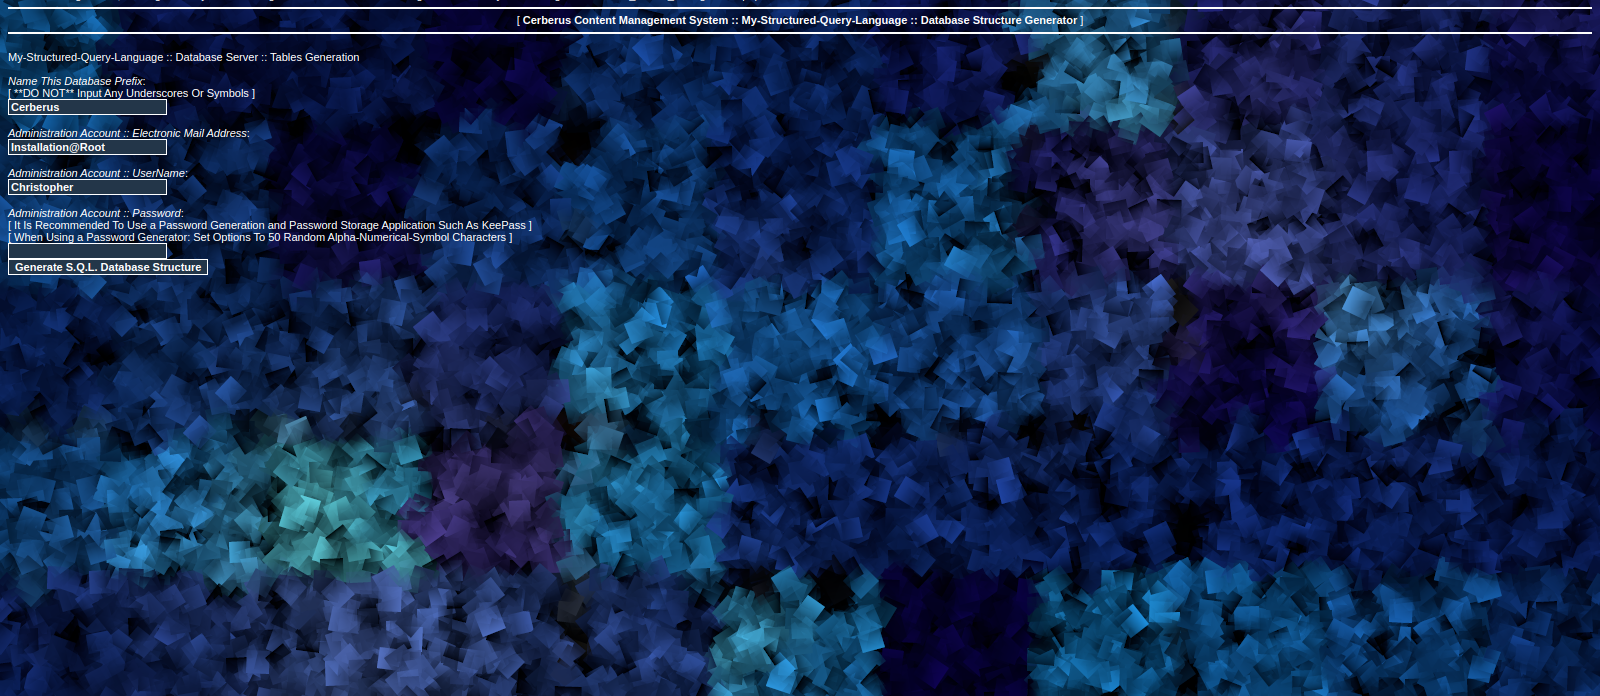 [ Cerberus Content Management System :: My-Structured-Query-Language :: Database Structure Generator ]
My-Structured-Query-Language :: Database Server :: Tables Generation
Name This Database Prefix:
[ **DO NOT** Input Any Underscores Or Symbols ]
Cerberus
Administration Account :: Electronic Mail Address:
Installation@Root
Administration Account :: UserName:
Christopher
Administration Account :: Password:
[ It Is Recommended To Use a Password Generation and Password Storage Application Such As KeePass ]
[ When Using a Password Generator: Set Options To 50 Random Alpha-Numerical-Symbol Characters ]
Generate S.Q.L. Database Structure